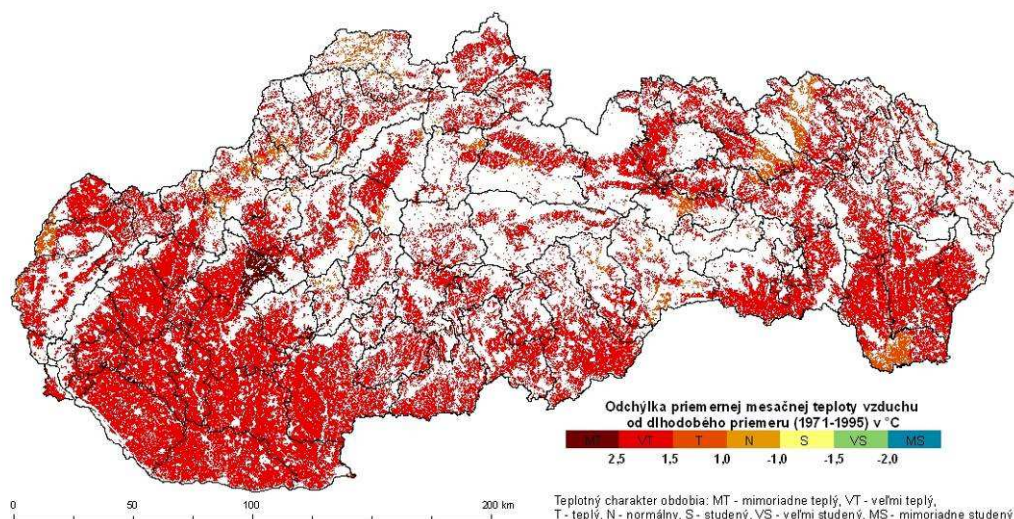 Odchýlka priemernej mesačnej teploty vzduchu
od dlhodobého priemeru (1971-1995) v °C
MT VT T N S VS MS
2,5 1,5 1,0 -1,0 -1,5 -2,0
0 50 100 200 km
Teplotný charakter obdobia: MT - mimoriadne teplý, VT - veľmi teplý,
T - teplý, N - normálny, S - studený, VS - veľmi studený, MS - mimoriadne studený